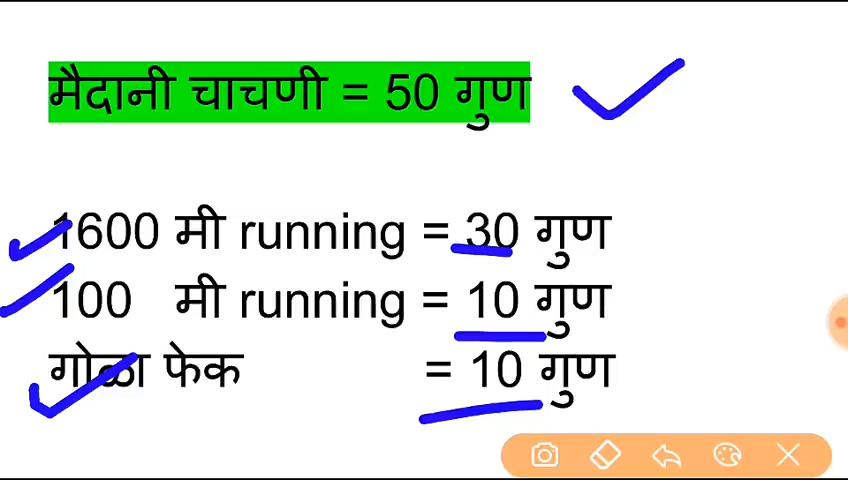 मैदानी चाचणी = 50 गुण
1600 मी running = 30 गुण
100 मी running = 10 गुण
गोळा फेक = 10 गुण